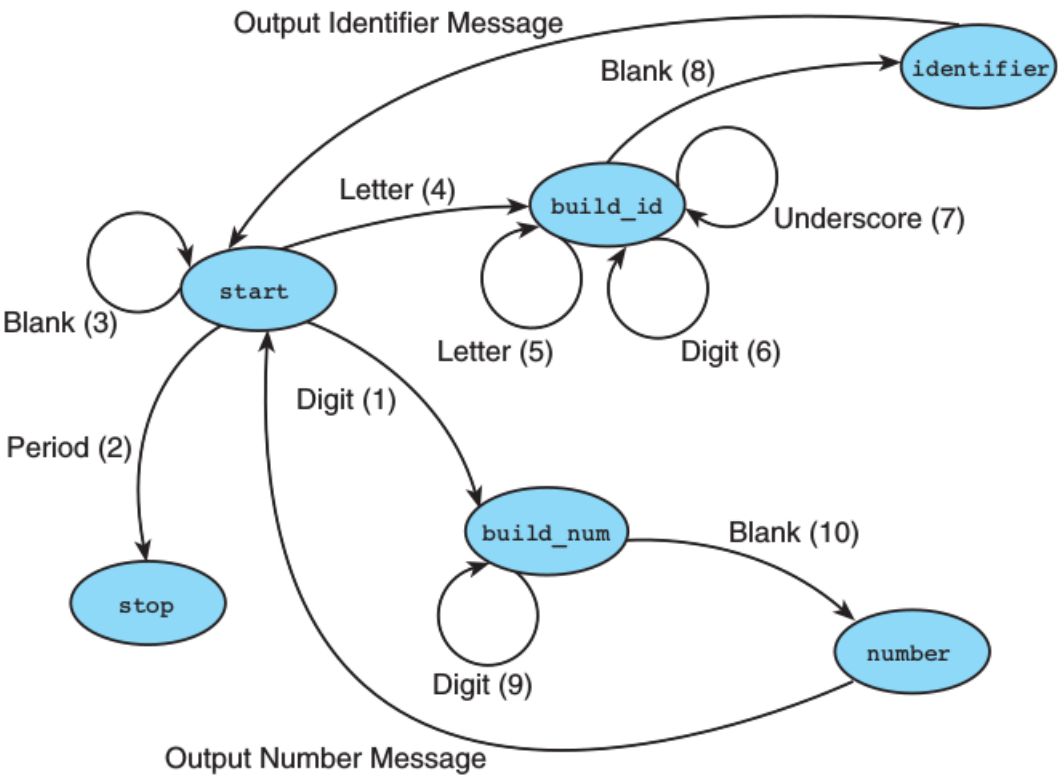 Output Identifier Message
identifier
Blank (8)
Letter (4)
build_id
Underscore (7)
start
Blank (3)
Letter (5)
Digit (6)
Digit (1)
Period (2)
build_num
Blank (10)
stop
number
Digit (9)
Output Number Message